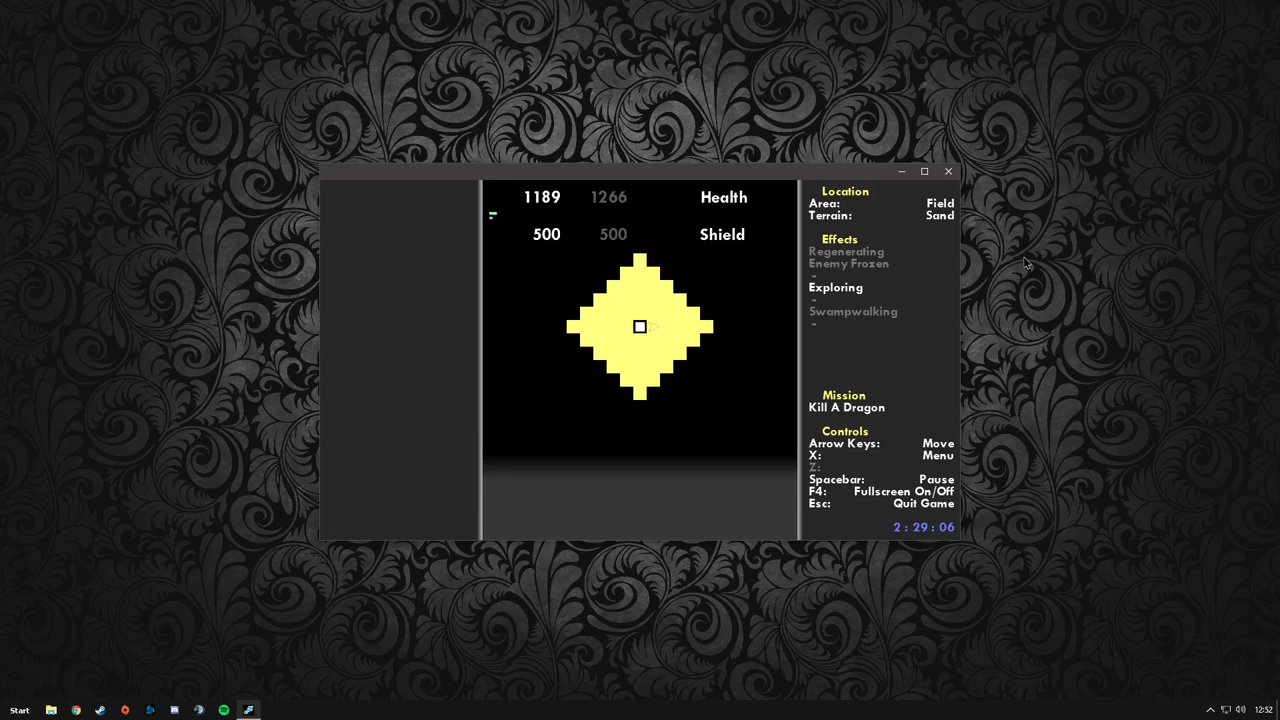 1189 1266 Health
500 500 Shield
Location
Area: Field
Terrain: Sand
Effects
Regenerating
Enemy Frozen
-
Exploring
-
Swampwalking
-
Mission
Kill A Dragon
Controls
Arrow Keys: Move
X: Menu
Z:
Spacebar: Pause
F4: Fullscreen On/Off
Esc: Quit Game
2 : 29 : 06
Start
12:52